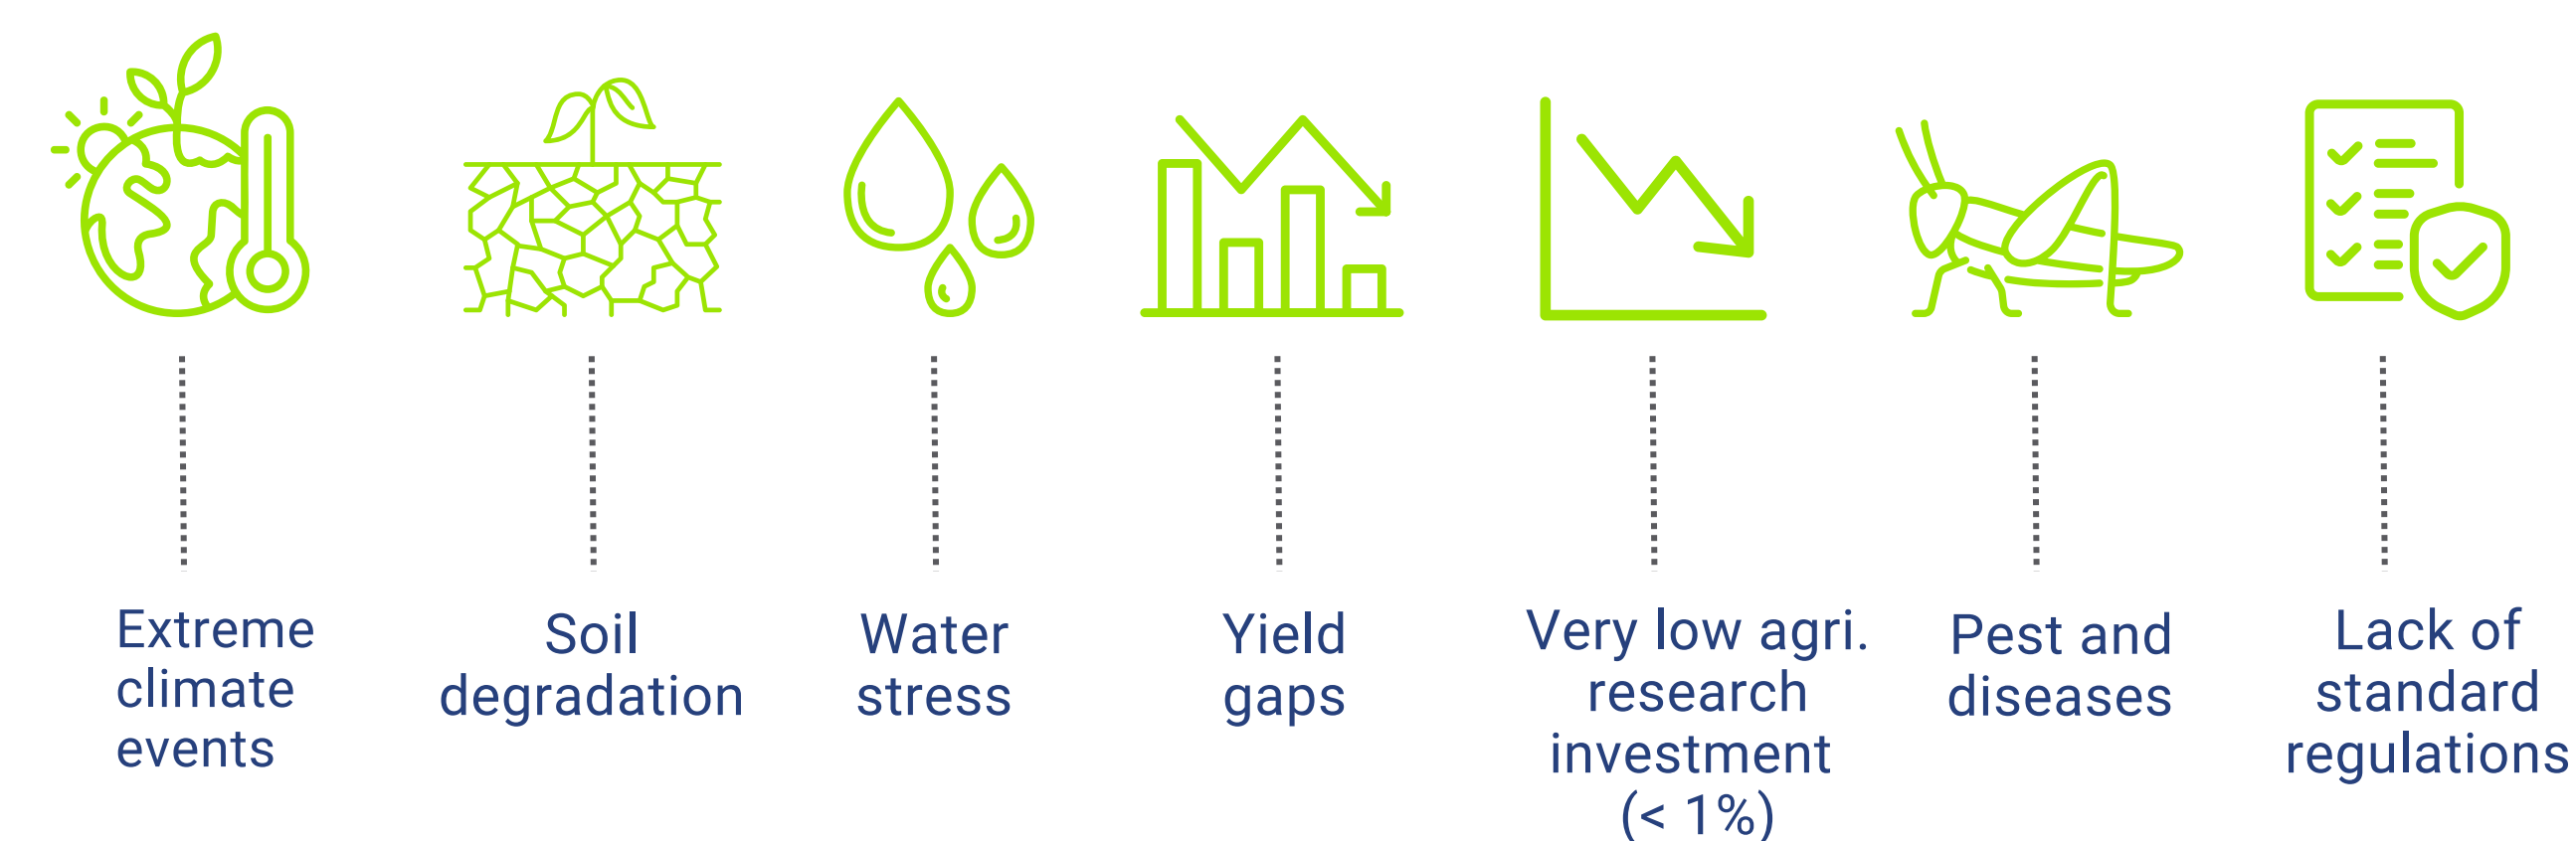 Extreme
climate
events
Soil
degradation
Water
stress
Yield
gaps
Very low agri.
research
investment
(< 1%)
Pest and
diseases
Lack of
standard
regulations